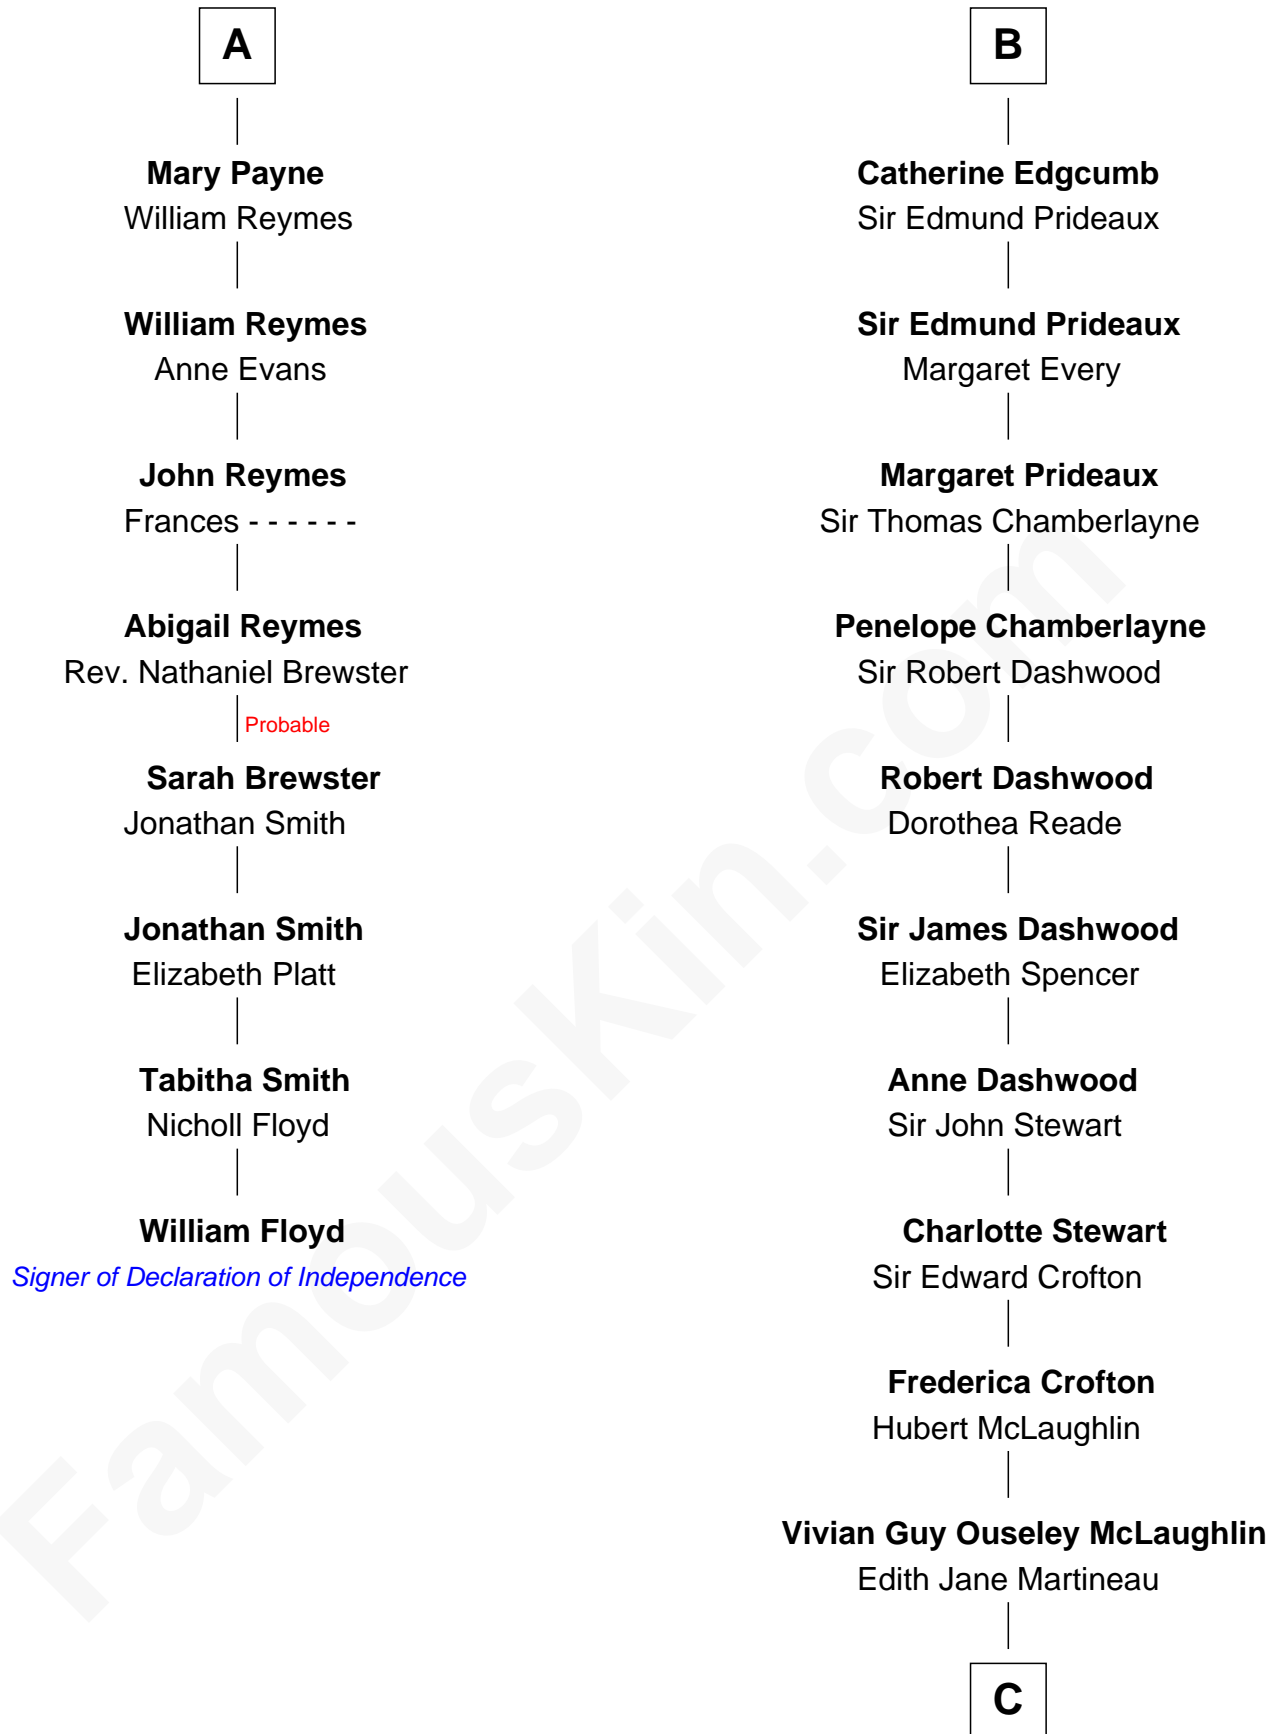 A
Mary Payne
William Reymes
William Reymes
Anne Evans
John Reymes
Frances - - - - - -
Abigail Reymes
Rev. Nathaniel Brewster
Probable
Sarah Brewster
Jonathan Smith
Jonathan Smith
Elizabeth Platt
Tabitha Smith
Nicholl Floyd
William Floyd
Signer of Declaration of Independence
B
Catherine Edgcumb
Sir Edmund Prideaux
Sir Edmund Prideaux
Margaret Every
Margaret Prideaux
Sir Thomas Chamberlayne
Penelope Chamberlayne
Sir Robert Dashwood
Robert Dashwood
Dorothea Reade
Sir James Dashwood
Elizabeth Spencer
Anne Dashwood
Sir John Stewart
Charlotte Stewart
Sir Edward Crofton
Frederica Crofton
Hubert McLaughlin
Vivian Guy Ouseley McLaughlin
Edith Jane Martineau
C
FamousKin.com